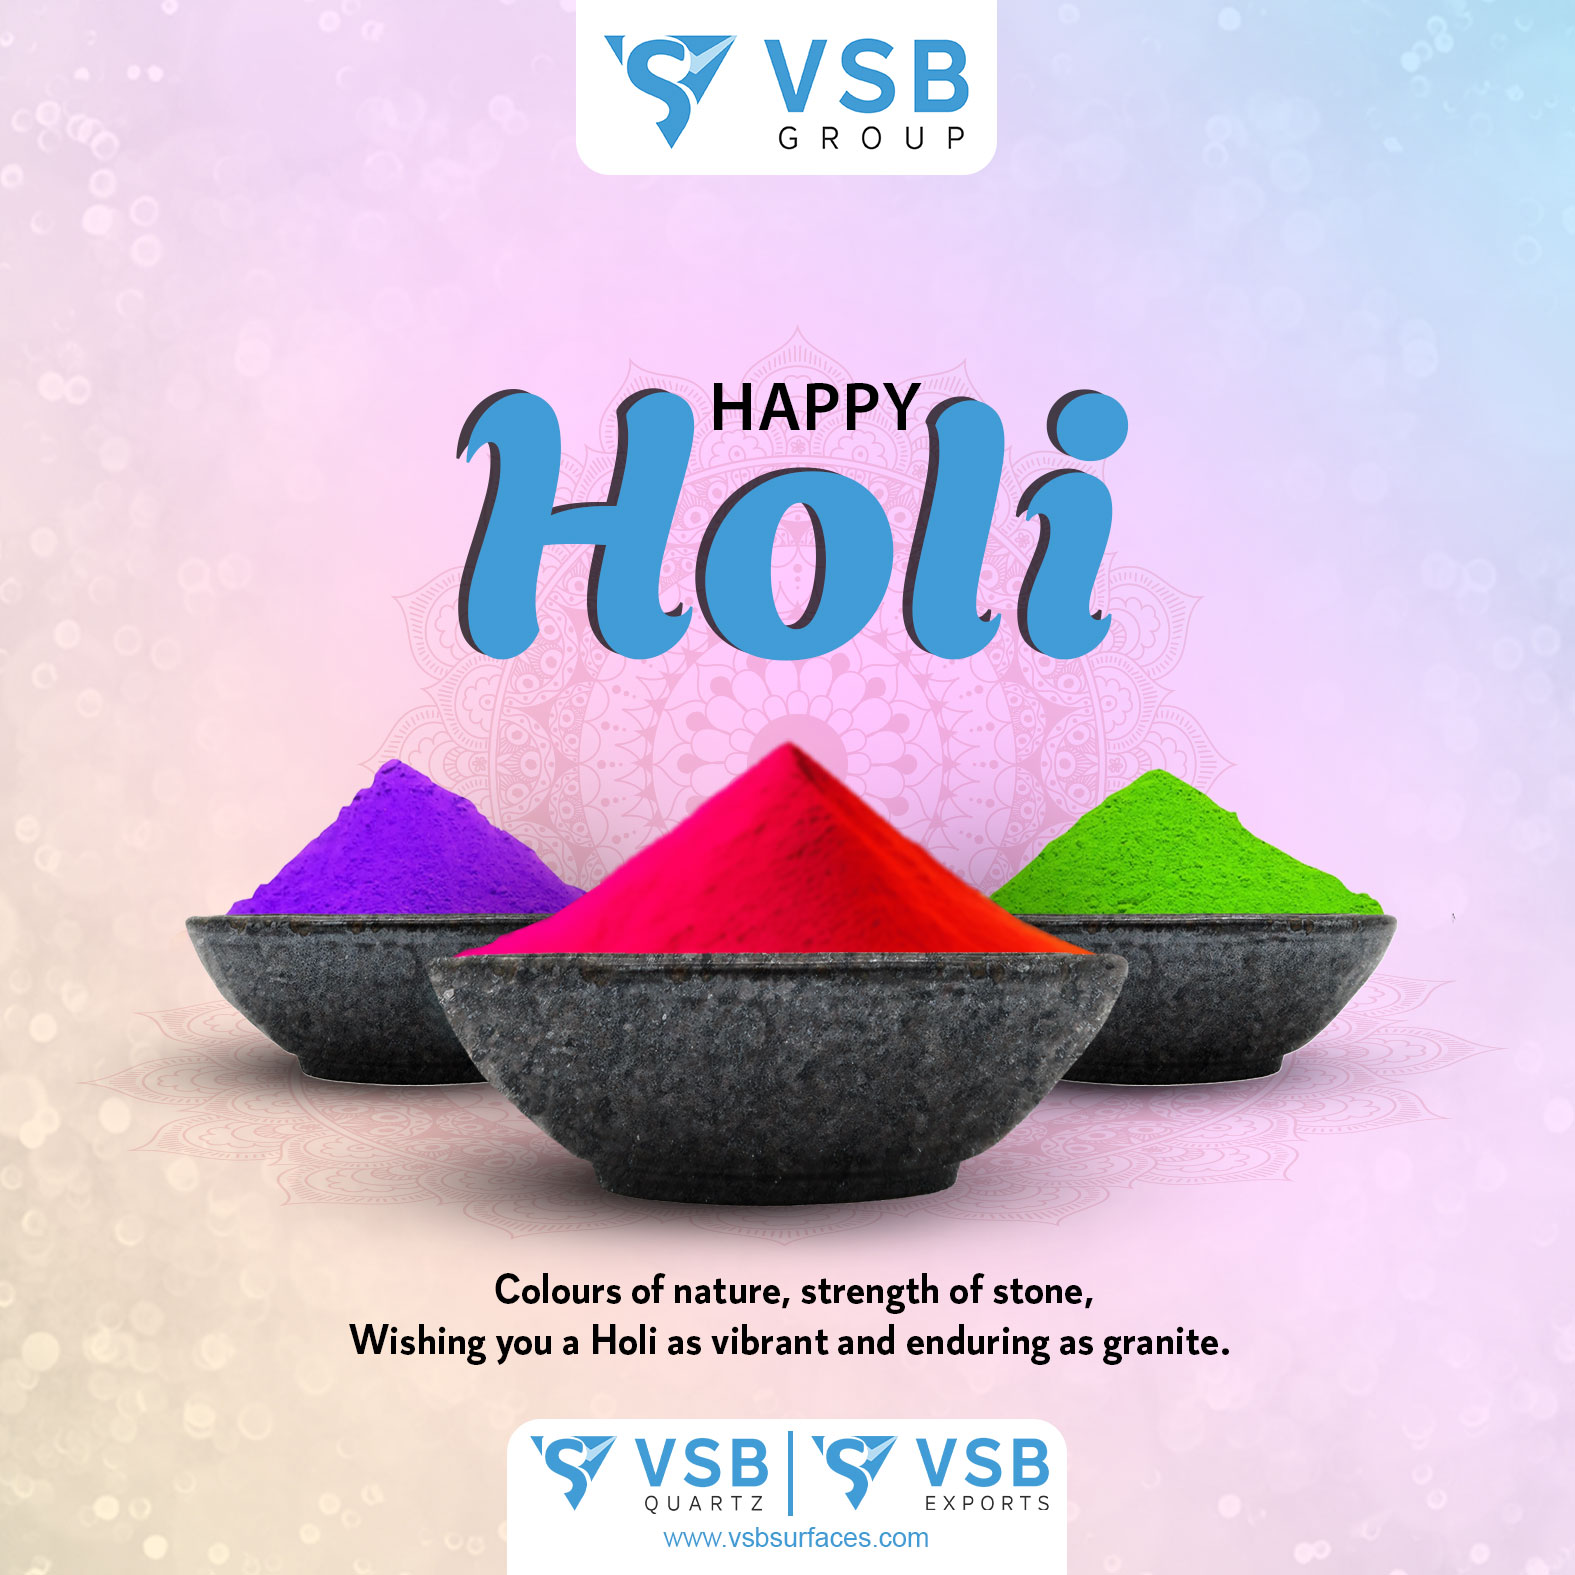 VSB
GROUP
HAPPY
Holi
Colours of nature, strength of stone,
Wishing you a Holi as vibrant and enduring as granite.
VSB | VSB
QUARTZ EXPORTS
www.vsbsurfaces.com